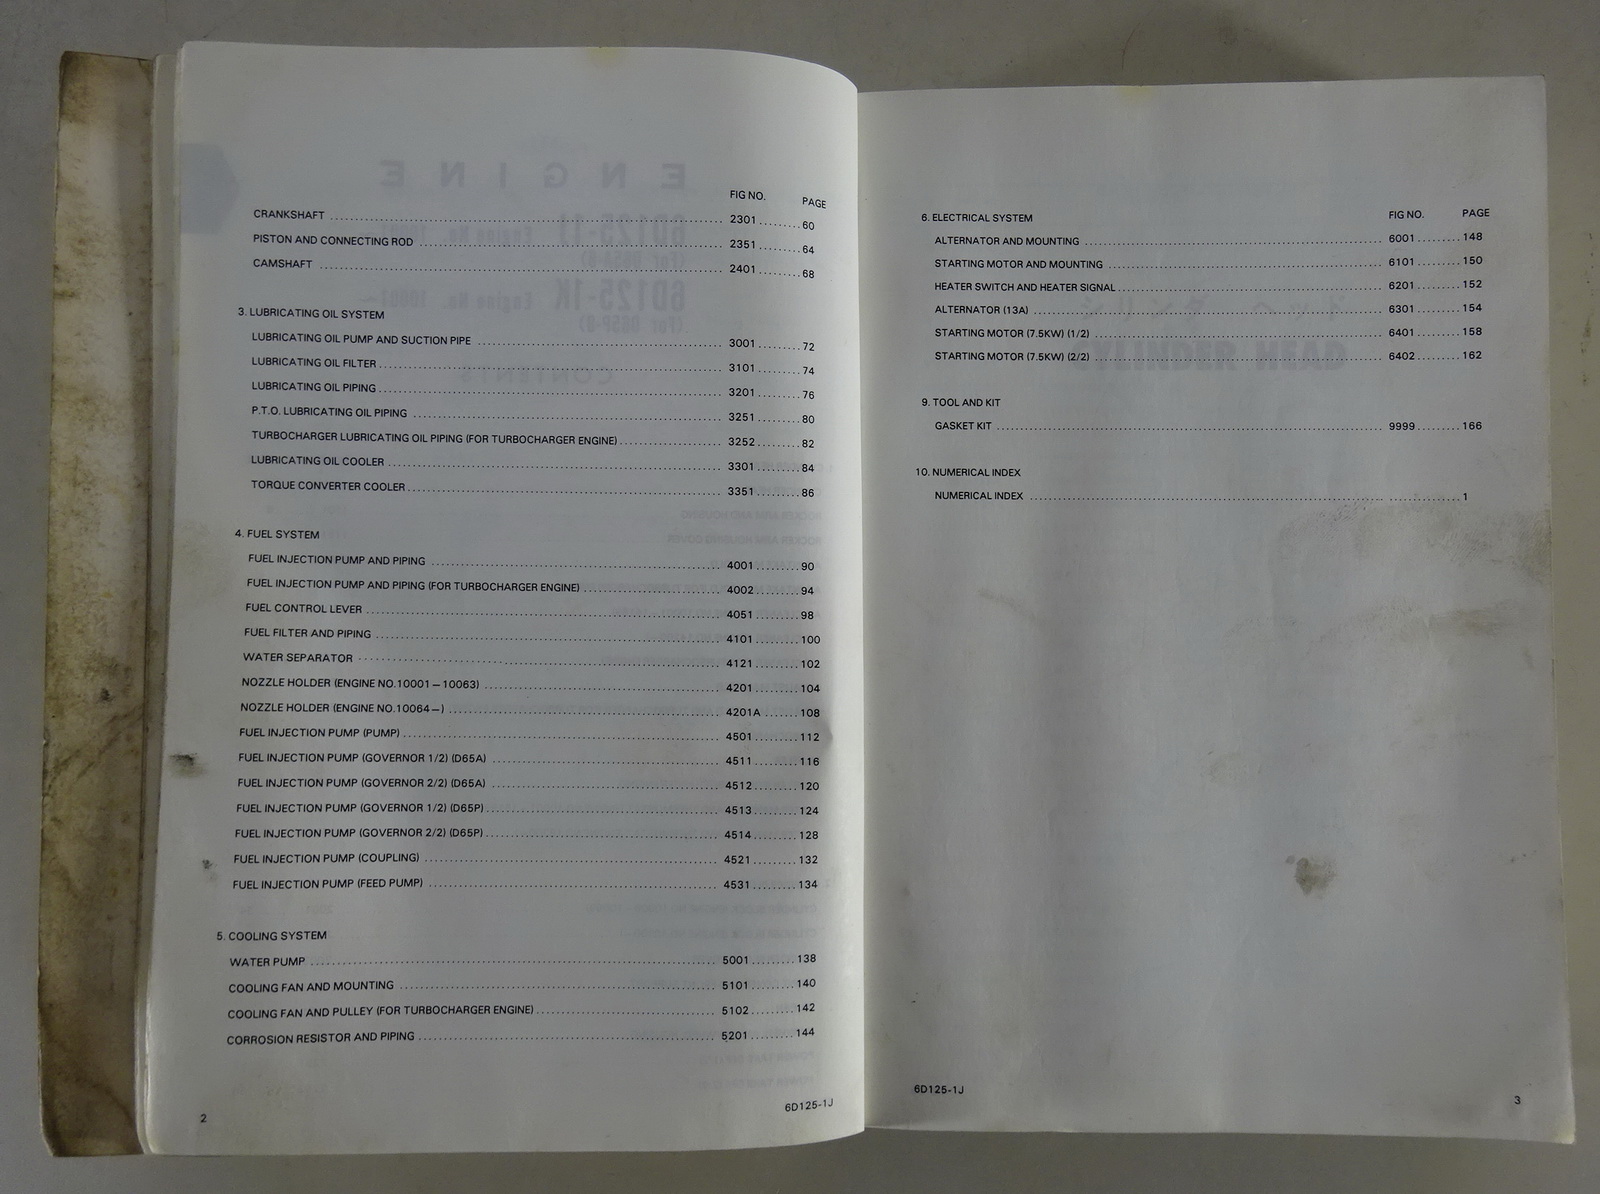 FIG NO. PAGE
CRANKSHAFT ........ 2301 ........ 60
PISTON AND CONNECTING ROD ........ 2351 ........ 64
CAMSHAFT ........ 2401 ........ 68
3. LUBRICATING OIL SYSTEM
LUBRICATING OIL PUMP AND SUCTION PIPE ........ 3001 ........ 72
LUBRICATING OIL FILTER ........ 3101 ........ 74
LUBRICATING OIL PIPING ........ 3201 ........ 76
P.T.O. LUBRICATING OIL PIPING ........ 3251 ........ 80
TURBOCHARGER LUBRICATING OIL PIPING (FOR TURBOCHARGER ENGINE) ........ 3252 ........ 82
LUBRICATING OIL COOLER ........ 3301 ........ 84
TORQUE CONVERTER COOLER ........ 3351 ........ 86
4. FUEL SYSTEM
FUEL INJECTION PUMP AND PIPING ........ 4001 ........ 90
FUEL INJECTION PUMP AND PIPING (FOR TURBOCHARGER ENGINE) ........ 4002 ........ 94
FUEL CONTROL LEVER ........ 4051 ........ 98
FUEL FILTER AND PIPING ........ 4101 ........ 100
WATER SEPARATOR ........ 4121 ........ 102
NOZZLE HOLDER (ENGINE NO.10001–10063) ........ 4201 ........ 104
NOZZLE HOLDER (ENGINE NO.10064–) ........ 4201A ........ 108
FUEL INJECTION PUMP (PUMP) ........ 4501 ........ 112
FUEL INJECTION PUMP (GOVERNOR 1/2) (D65A) ........ 4511 ........ 116
FUEL INJECTION PUMP (GOVERNOR 2/2) (D65A) ........ 4512 ........ 120
FUEL INJECTION PUMP (GOVERNOR 1/2) (D65P) ........ 4513 ........ 124
FUEL INJECTION PUMP (GOVERNOR 2/2) (D65P) ........ 4514 ........ 128
FUEL INJECTION PUMP (COUPLING) ........ 4521 ........ 132
FUEL INJECTION PUMP (FEED PUMP) ........ 4531 ........ 134
5. COOLING SYSTEM
WATER PUMP ........ 5001 ........ 138
COOLING FAN AND MOUNTING ........ 5101 ........ 140
COOLING FAN AND PULLEY (FOR TURBOCHARGER ENGINE) ........ 5102 ........ 142
CORROSION RESISTOR AND PIPING ........ 5201 ........ 144
2 6D125-1J
FIG NO. PAGE
6. ELECTRICAL SYSTEM
ALTERNATOR AND MOUNTING ........ 6001 ........ 148
STARTING MOTOR AND MOUNTING ........ 6101 ........ 150
HEATER SWITCH AND HEATER SIGNAL ........ 6201 ........ 152
ALTERNATOR (13A) ........ 6301 ........ 154
STARTING MOTOR (7.5KW) (1/2) ........ 6401 ........ 158
STARTING MOTOR (7.5KW) (2/2) ........ 6402 ........ 162
9. TOOL AND KIT
GASKET KIT ........ 9999 ........ 166
10. NUMERICAL INDEX
NUMERICAL INDEX ........ 1
6D125-1J 3